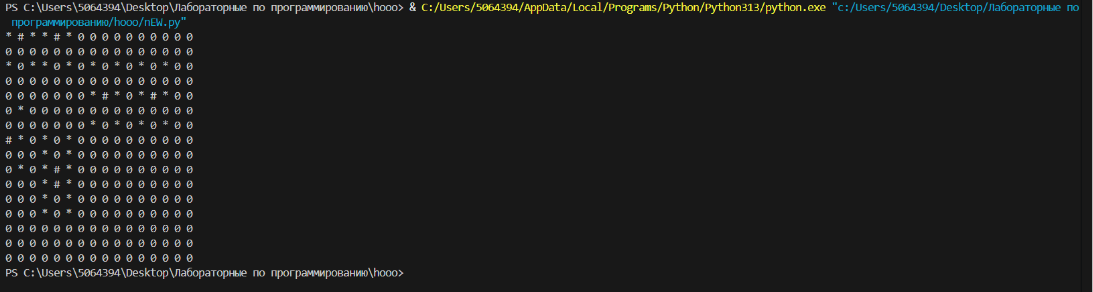 PS C:\Users\5064394\Desktop\Лабораторные по программированию\hooo> & C:/Users/5064394/AppData/Local/Programs/Python/Python313/python.exe "c:/Users/5064394/Desktop/Лабораторные по
программированию/hooo/nEW.py"
* # * * # * 0 0 0 0 0 0 0 0 0 0
0 0 0 0 0 0 0 0 0 0 0 0 0 0 0 0
* 0 * * 0 * 0 * 0 * 0 * 0 * 0 0
0 0 0 0 0 0 0 0 0 0 0 0 0 0 0 0
0 0 0 0 0 0 0 * # * 0 * # * 0 0
0 * 0 0 0 0 0 0 0 0 0 0 0 0 0 0
0 0 0 0 0 0 0 * 0 * 0 * 0 * 0 0
# * 0 * 0 * 0 0 0 0 0 0 0 0 0 0
0 0 0 * 0 * 0 0 0 0 0 0 0 0 0 0
0 * 0 * # * 0 0 0 0 0 0 0 0 0 0
0 0 0 * # * 0 0 0 0 0 0 0 0 0 0
0 0 0 * 0 * 0 0 0 0 0 0 0 0 0 0
0 0 0 * 0 * 0 0 0 0 0 0 0 0 0 0
0 0 0 0 0 0 0 0 0 0 0 0 0 0 0 0
0 0 0 0 0 0 0 0 0 0 0 0 0 0 0 0
0 0 0 0 0 0 0 0 0 0 0 0 0 0 0 0
PS C:\Users\5064394\Desktop\Лабораторные по программированию\hooo>